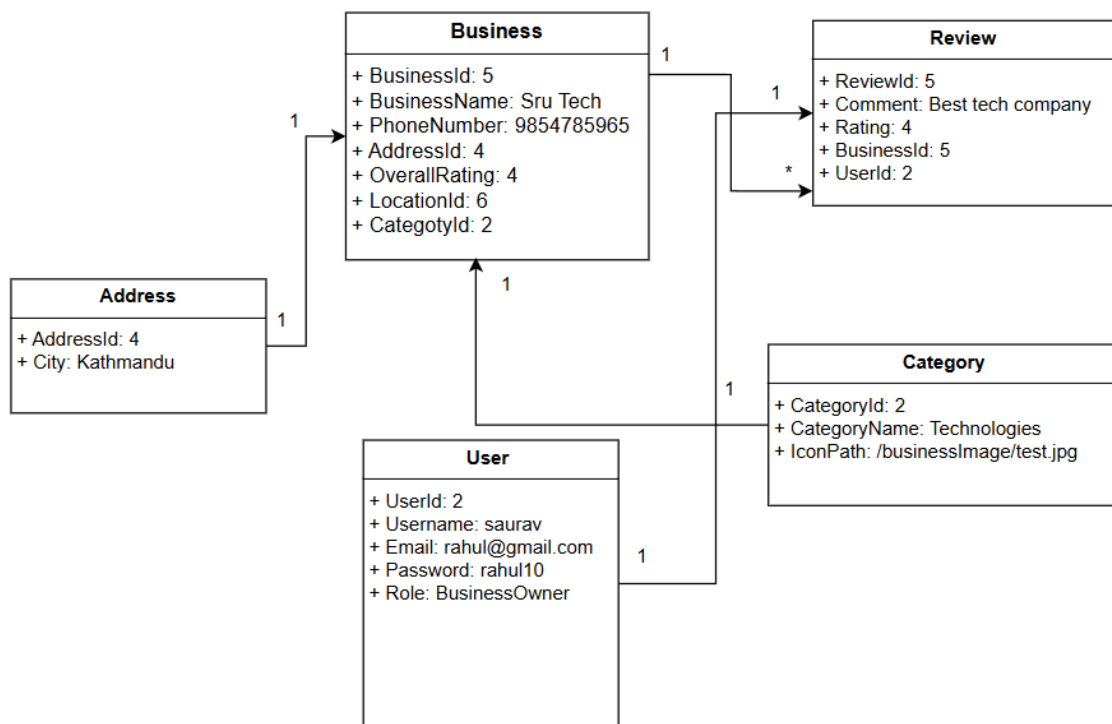 Business
+ BusinessId: 5
+ BusinessName: Sru Tech
+ PhoneNumber: 9854785965
+ AddressId: 4
+ OverallRating: 4
+ LocationId: 6
+ CategotyId: 2
Review
+ ReviewId: 5
+ Comment: Best tech company
+ Rating: 4
+ BusinessId: 5
+ UserId: 2
1
1
*
1
1
1
Address
+ AddressId: 4
+ City: Kathmandu
Category
+ CategoryId: 2
+ CategoryName: Technologies
+ IconPath: /businessImage/test.jpg
1
User
+ UserId: 2
+ Username: saurav
+ Email: rahul@gmail.com
+ Password: rahul10
+ Role: BusinessOwner
1